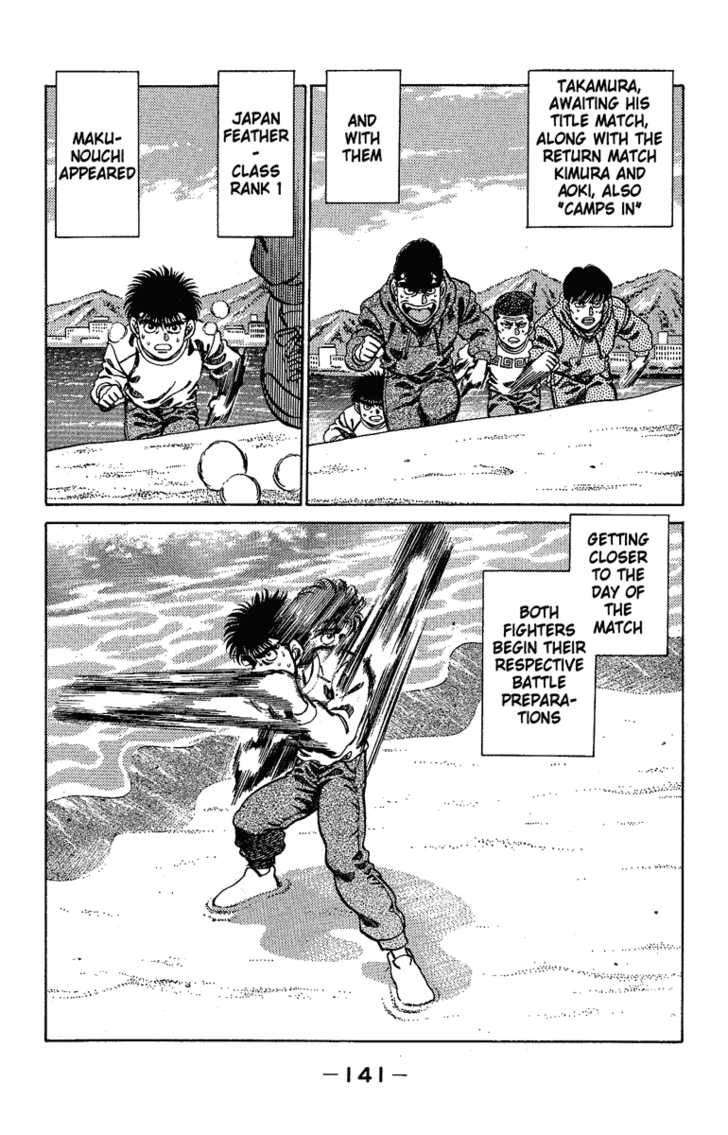 TAKAMURA,
AWAITING HIS
TITLE MATCH,
ALONG WITH THE
RETURN MATCH
KIMURA AND
AOKI, ALSO
"CAMPS IN"
AND
WITH
THEM
JAPAN
FEATHER
-
CLASS
RANK 1
MAKU-
NOUCHI
APPEARED
GETTING
CLOSER
TO THE
DAY OF
THE
MATCH
BOTH
FIGHTERS
BEGIN THEIR
RESPECTIVE
BATTLE
PREPARA-
TIONS
-141-